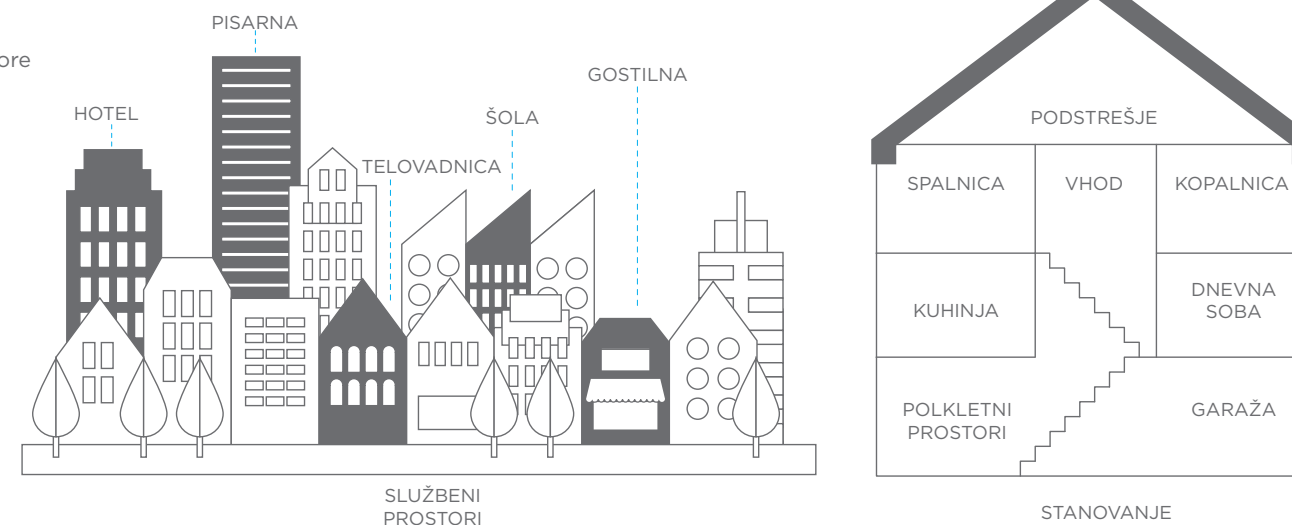 PISARNA
ore
GOSTILNA
HOTEL
ŠOLA
TELOVADNICA
SLUŽBENI
PROSTORI
PODSTREŠJE
SPALNICA
VHOD
KOPALNICA
KUHINJA
DNEVNA
SOBA
POLKLETNI
PROSTORI
GARAŽA
STANOVANJE